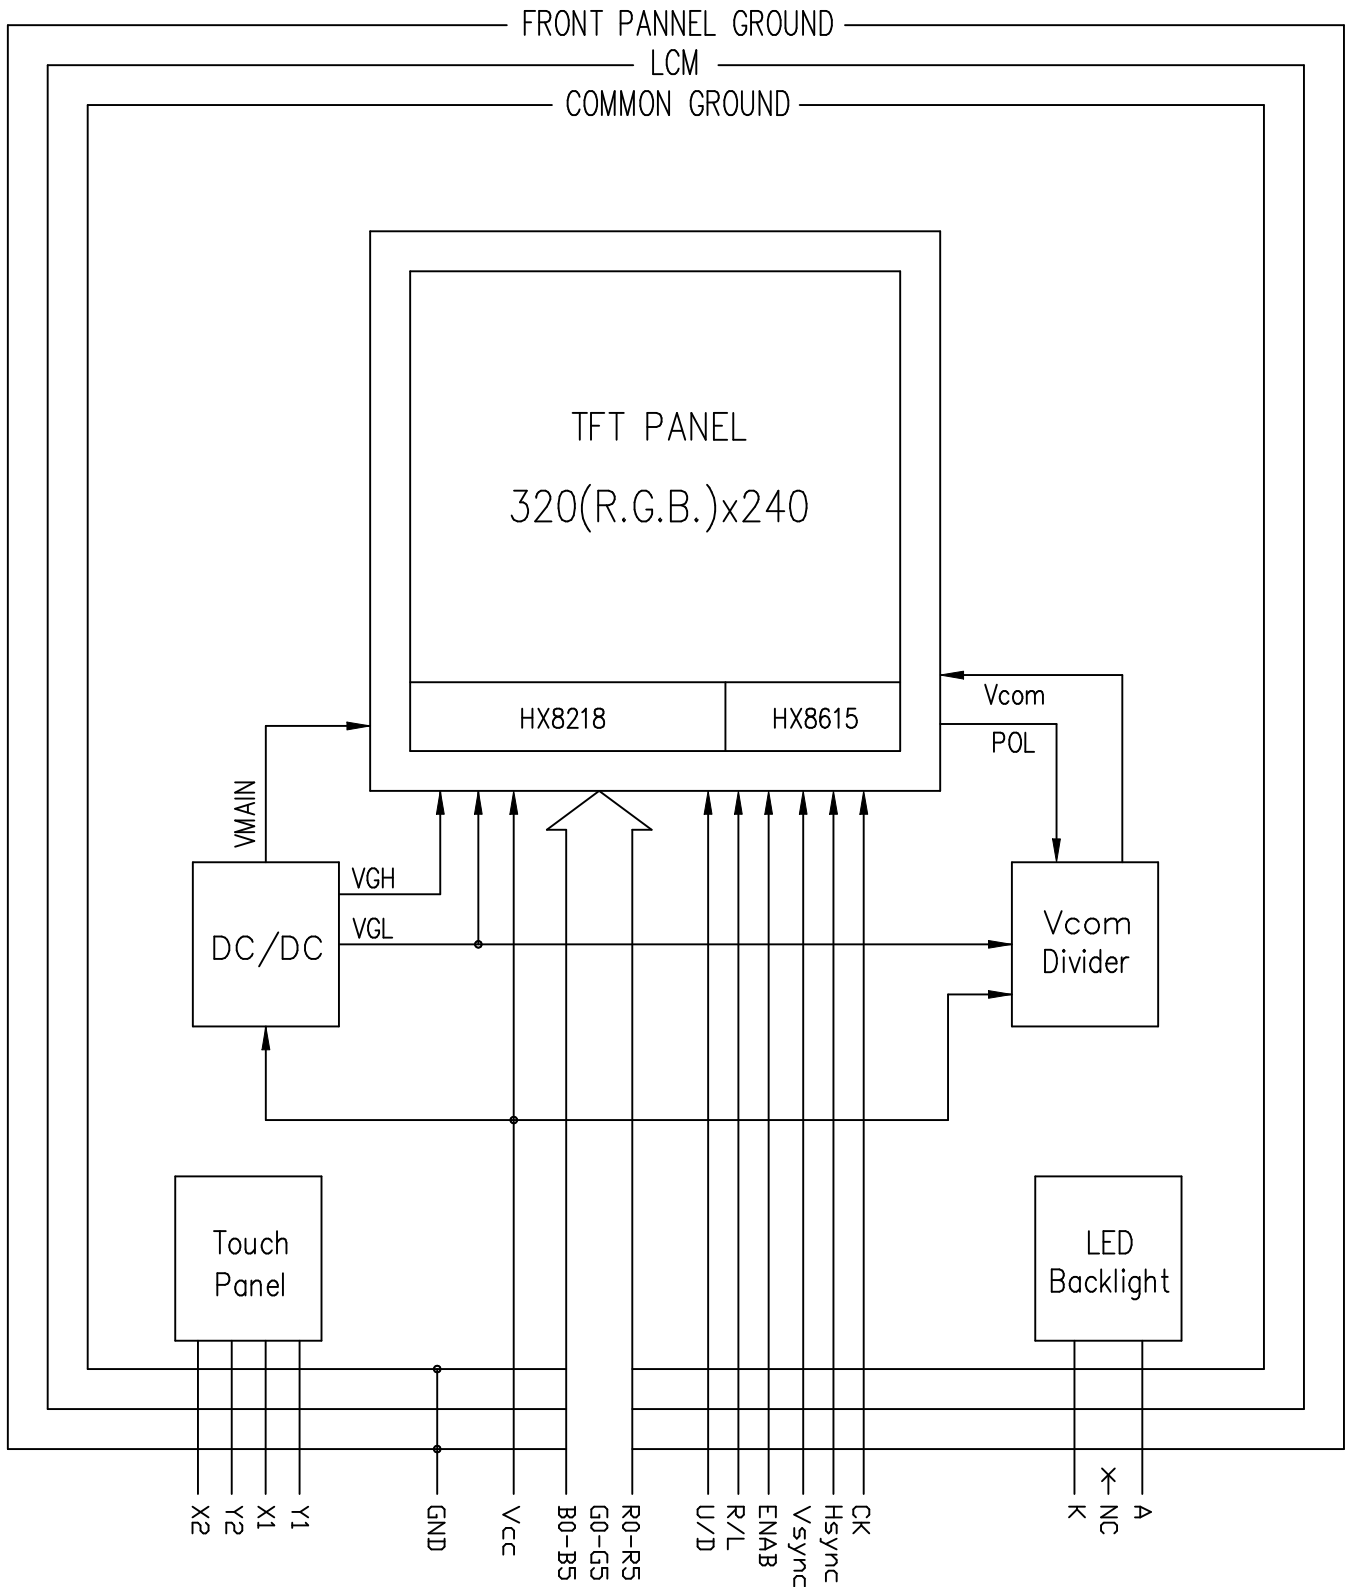 FRONT PANNEL GROUND
LCM
COMMON GROUND
TFT PANEL
320(R.G.B.)x240
HX8218
HX8615
Vcom
POL
VMAIN
VGH
VGL
DC/DC
Vcom
Divider
Touch
Panel
LED
Backlight
X2
Y2
X1
Y1
GND
Vcc
B0-B5
G0-G5
R0-R5
U/D
R/L
ENAB
Vsync
Hsync
CK
K
NC
A